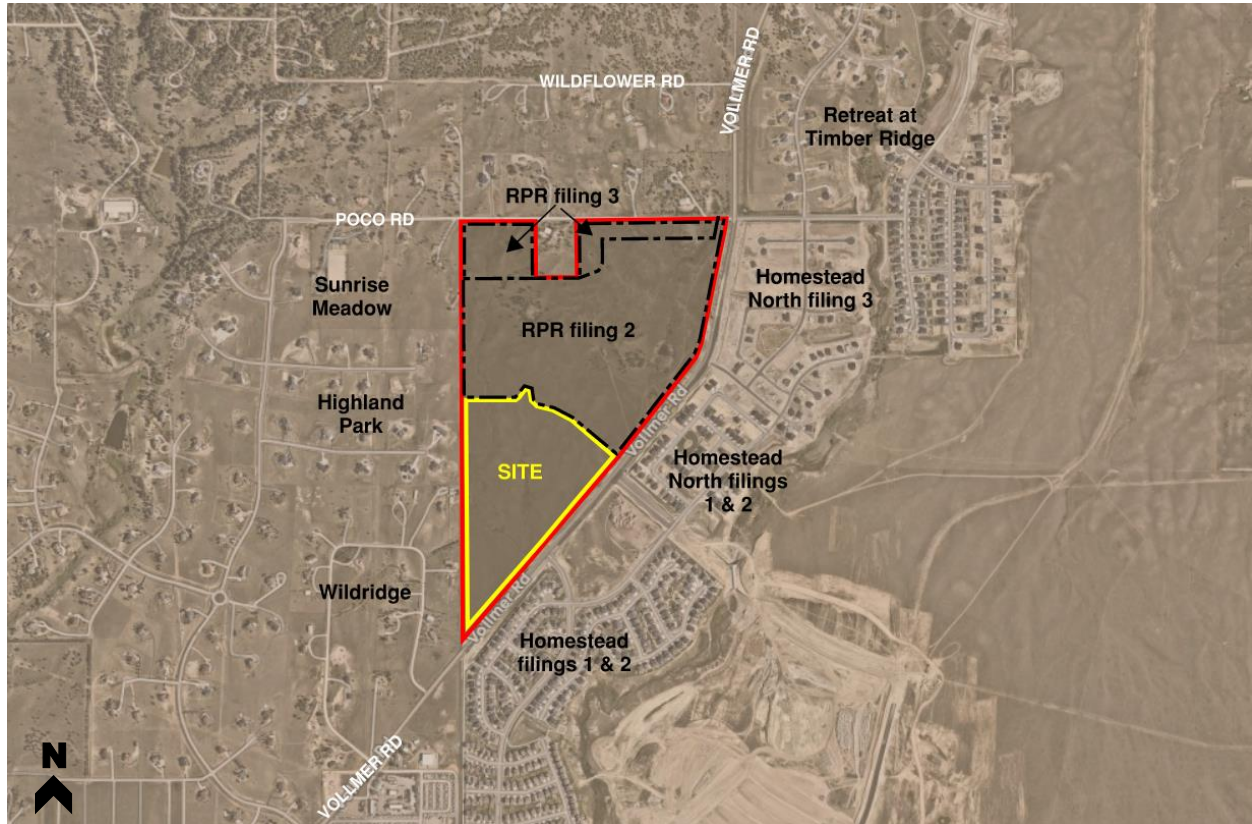 WILDFLOWER RD
VOLLMER RD
Retreat at
Timber Ridge
RPR filing 3
POCO RD
Sunrise
Meadow
Homestead
North filing 3
RPR filing 2
Highland
Park
Vollmer Rd
SITE
Homestead
North filings
1 & 2
Wildridge
Vollmer Rd
Homestead
filings 1 & 2
N
VOLLMER RD